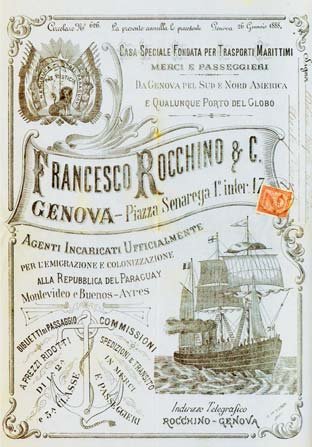 Circolare No. 616. La presente annulla le precedenti Genova, 26 Gennaio 1888.
CASA SPECIALE FONDATA PER TRASPORTI MARITTIMI
MERCI E PASSEGGIERI
DA GENOVA PEL SUD E NORD AMERICA
E QUALUNQUE PORTO DEL GLOBO
FRANCESCO ROCCHINO & C.
GENOVA - Piazza Senarega 1º inter. 17
AGENTI INCARICATI UFFICIALMENTE
PER L'EMIGRAZIONE E COLONIZZAZIONE
ALLA REPUBBLICA DEL PARAGUAY
Montevideo e Buenos-Ayres
BIGLIETTI DI PASSAGGIO
A PREZZI RIDOTTI
DI 1ª 2ª
E 3ª CLASSE
COMMISSIONI
SPEDIZIONI E TRANSITO
DI MERCI
E PASSEGGIERI
Indirizzo Telegrafico
ROCCHINO - GENOVA